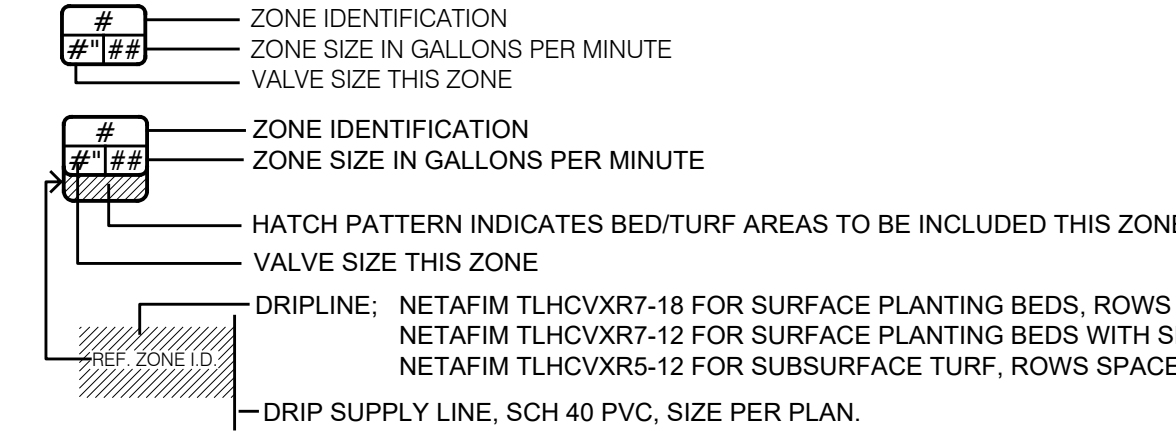 #
#" ##
ZONE IDENTIFICATION
ZONE SIZE IN GALLONS PER MINUTE
VALVE SIZE THIS ZONE
#
#" ##
ZONE IDENTIFICATION
ZONE SIZE IN GALLONS PER MINUTE
HATCH PATTERN INDICATES BED/TURF AREAS TO BE INCLUDED THIS ZONE
VALVE SIZE THIS ZONE
DRIPLINE; NETAFIM TLHCVXR7-18 FOR SURFACE PLANTING BEDS, ROWS
NETAFIM TLHCVXR7-12 FOR SURFACE PLANTING BEDS WITH
NETAFIM TLHCVXR5-12 FOR SUBSURFACE TURF, ROWS
REF. ZONE I.D.
DRIP SUPPLY LINE, SCH 40 PVC, SIZE PER PLAN.